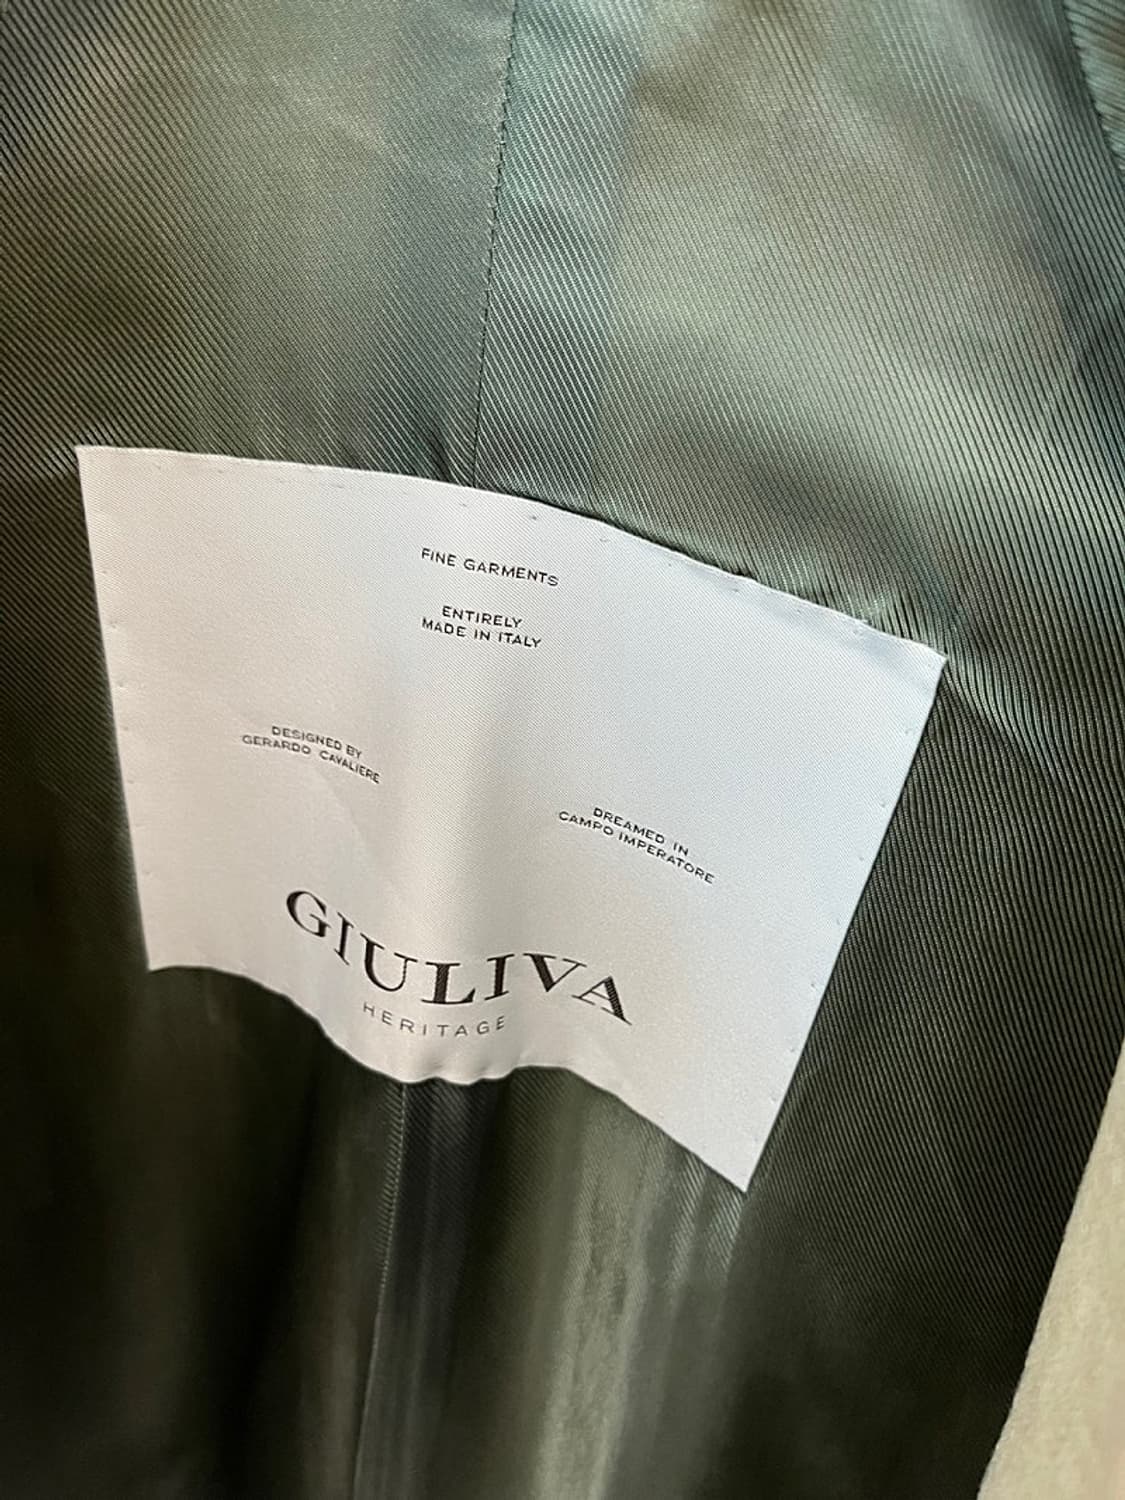 FINE GARMENTS
ENTIRELY
MADE IN ITALY
DESIGNED BY
GERARDO CAVALIERE
DREAMED IN
CAMPO IMPERATORE
GIULIVA
HERITAGE